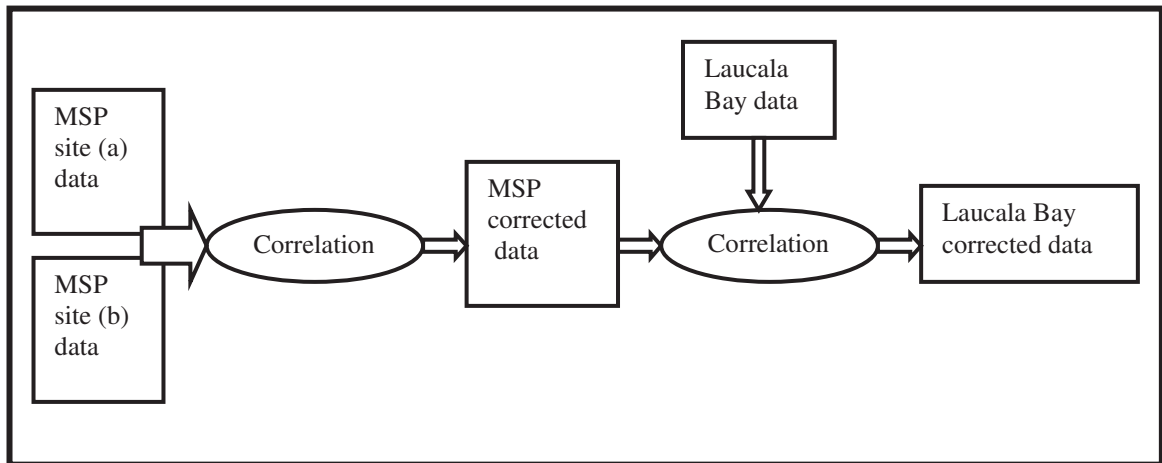 MSP
site (a)
data
MSP
site (b)
data
Correlation
MSP
corrected
data
Laucala
Bay data
Correlation
Laucala Bay
corrected data